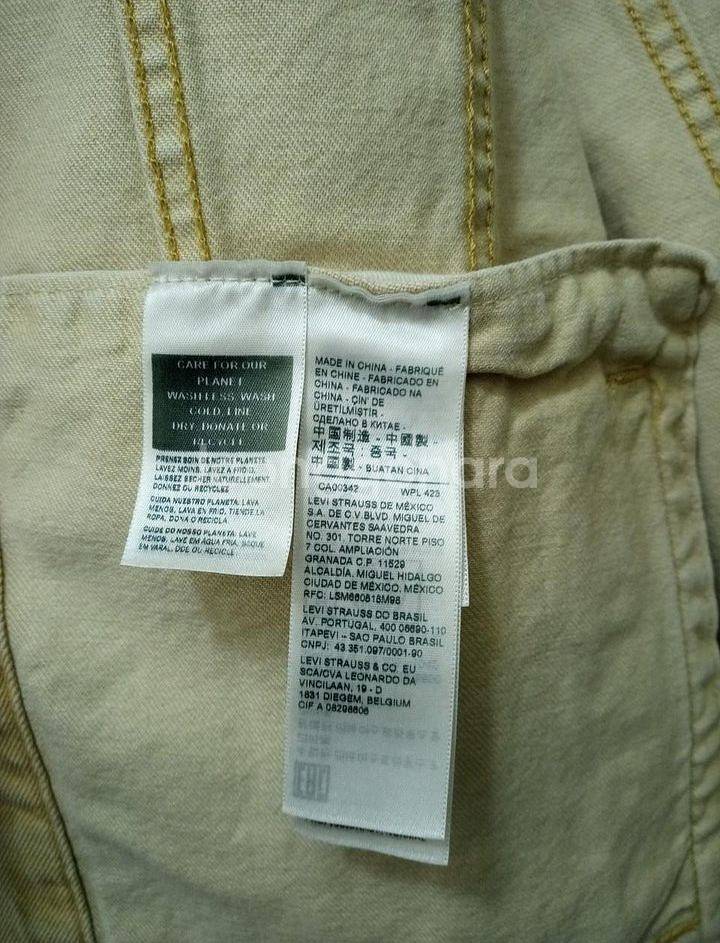 CARE FOR OUR
PLANET
WASH LESS, WASH
COLD, LINE
DRY, DONATE OR
RECYCLE
PRENEZ SOIN DE NOTRE PLANETE.
LAVEZ MOINS, LAVEZ A FROID,
LAISSEZ SECHER NATURELLEMENT
DONNEZ OU RECYCLEZ
CUIDA NUESTRO PLANETA: LAVA
MENOS, LAVA EN FRIO, TIENDE LA
ROPA, DONA O RECICLA
CUIDE DO NOSSO PLANETA: LAVE
MENOS, LAVE EM AGUA FRIA, SEQUE
EM VARAL, DOE OU RECICLE
MADE IN CHINA - FABRIQUÉ
EN CHINE - FABRICADO EN
CHINA - FABRICADO NA
CHINA - ÇİN' DE
ÜRETİLMİŞTİR -
СДЕЛАНО В КИТАЕ -
中国制造 - 中國製 -
제조국 : 중국 -
中国製 BUATAN CINA
CA00342 WPL 423
LEVI STRAUSS DE MÉXICO
S.A. DE C.V.BLVD. MIGUEL DE
CERVANTES SAAVEDRA
NO. 301, TORRE NORTE PISO
7 COL. AMPLIACIÓN
GRANADA C.P. 11529
ALCALDÍA, MIGUEL HIDALGO
CIUDAD DE MÉXICO, MÉXICO
RFC: LSM660818M98
LEVI STRAUSS DO BRASIL
AV. PORTUGAL, 400 06690-110
ITAPEVI – SAO PAULO BRASIL
CNPJ: 43.351.097/0001-90
LEVI STRAUSS & CO. EU
SCA/CVA LEONARDO DA
VINCILAAN, 19 - D
1831 DIEGEM, BELGIUM
CIF A 08298806